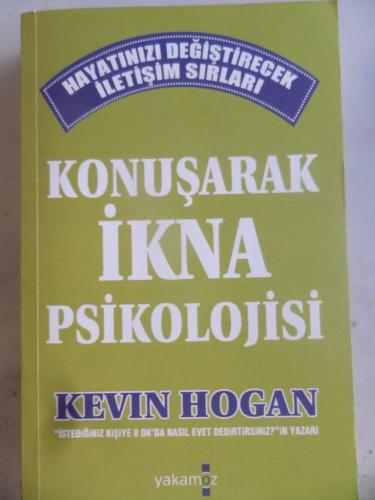 HAYATINIZI DEĞİŞTİRECEK
İLETİŞİM SIRLARI
KONUŞARAK
İKNA
PSİKOLOJİSİ
KEVIN HOGAN
"İSTEDİĞİNİZ KİŞİYE 8 DK'DA NASIL EVET DEDİRTİRSİNİZ?"İN YAZARI
yakamoz